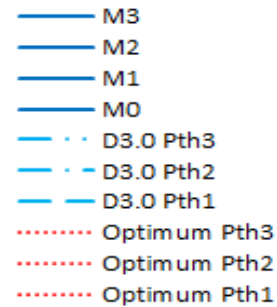 M3
M2
M1
M0
D3.0 Pth3
D3.0 Pth2
D3.0 Pth1
Optimum Pth3
Optimum Pth2
Optimum Pth1